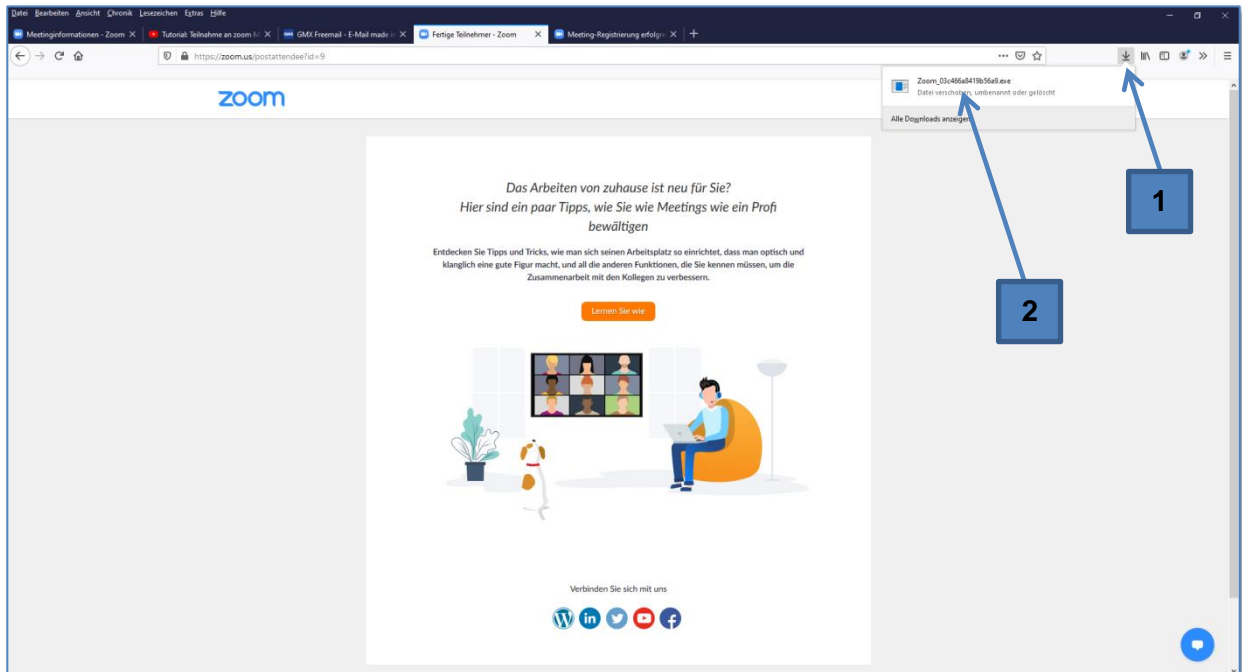 Datei Bearbeiten Ansicht Chronik Lesezeichen Extras Hilfe
Meetinginformationen - Zoom
Tutorial: Teilnahme an zoom M
GMX Freemail - E-Mail made in
Fertige Teilnehmer - Zoom
Meeting-Registrierung erfolgr
https://zoom.us/postattendee?id=9
zoom
Zoom_03c466a8419b56a9.exe
Datei verschoben, umbenannt oder gelöscht
Alle Downloads anzeigen
1
2
Das Arbeiten von zuhause ist neu für Sie?
Hier sind ein paar Tipps, wie Sie wie Meetings wie ein Profi
bewältigen
Entdecken Sie Tipps und Tricks, wie man sich seinen Arbeitsplatz so einrichtet, dass man optisch und
klanglich eine gute Figur macht, und all die anderen Funktionen, die Sie kennen müssen, um die
Zusammenarbeit mit den Kollegen zu verbessern.
Lernen Sie wie
Verbinden Sie sich mit uns